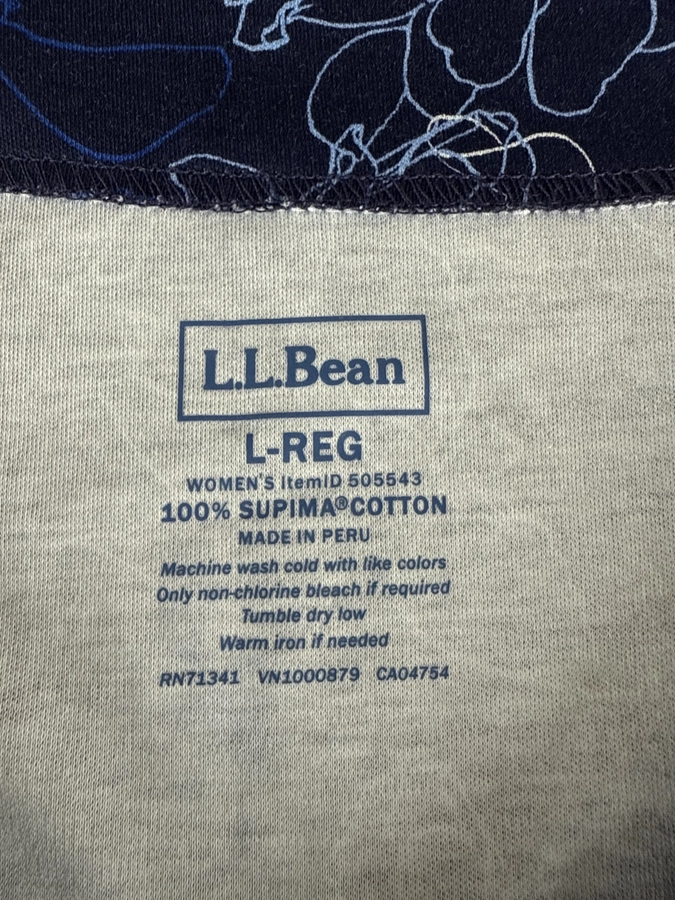 L.L.Bean
L-REG
WOMEN'S ItemID 505543
100% SUPIMA®COTTON
MADE IN PERU
Machine wash cold with like colors
Only non-chlorine bleach if required
Tumble dry low
Warm iron if needed
RN71341 VN1000879 CA04754